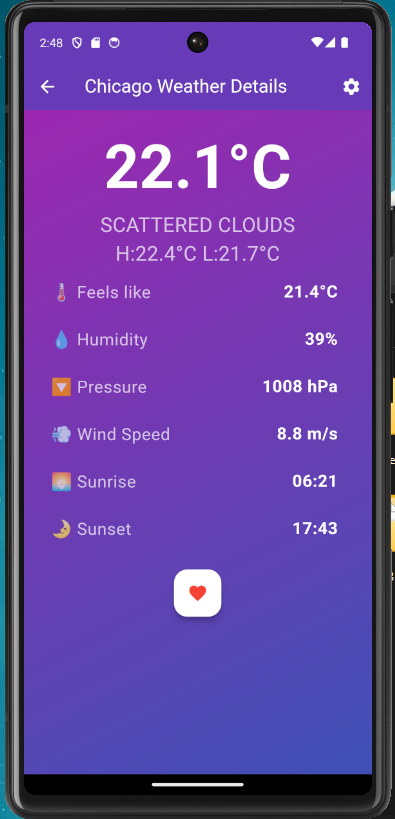 2:48
Chicago Weather Details
22.1°C
SCATTERED CLOUDS
H:22.4°C L:21.7°C
Feels like 21.4°C
Humidity 39%
Pressure 1008 hPa
Wind Speed 8.8 m/s
Sunrise 06:21
Sunset 17:43